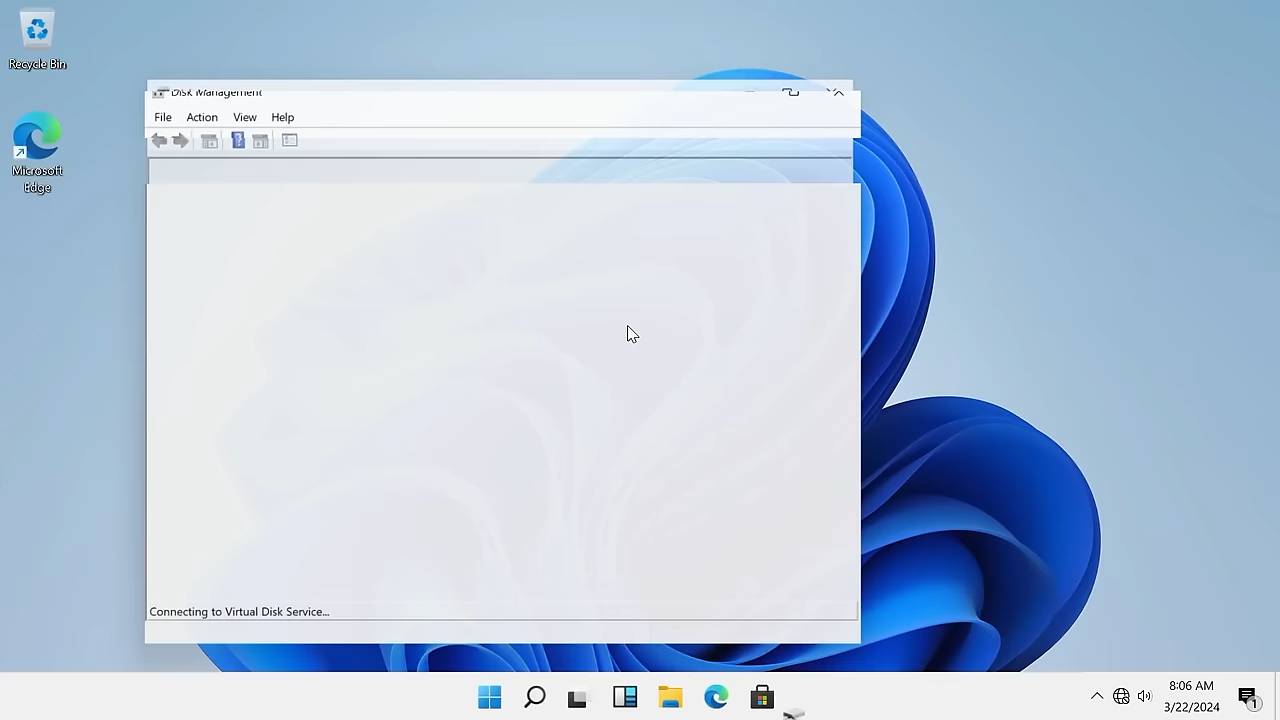 Recycle Bin
Microsoft
Edge
Disk Management
File Action View Help
Connecting to Virtual Disk Service...
8:06 AM
3/22/2024
1